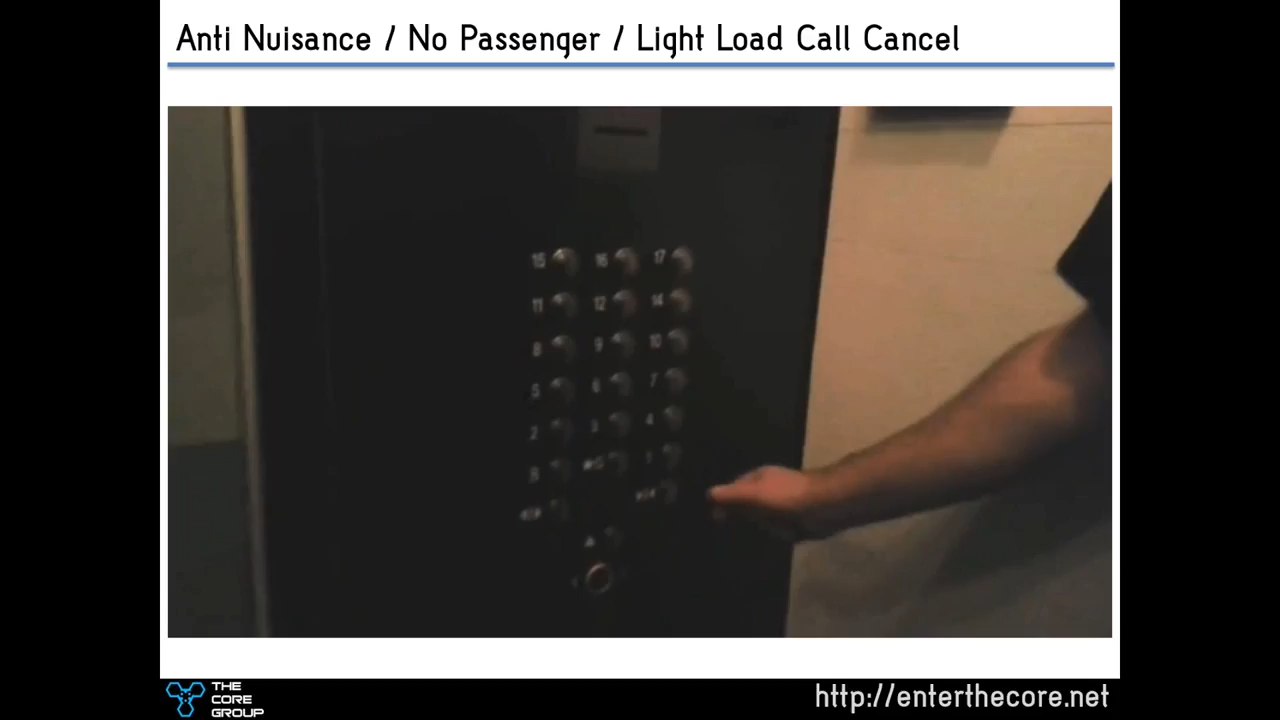 Anti Nuisance / No Passenger / Light Load Call Cancel
15 16 17
11 12 14
8 9 10
5 6 7
2 3 4
B 1
THE
CORE
GROUP
http://enterthecore.net